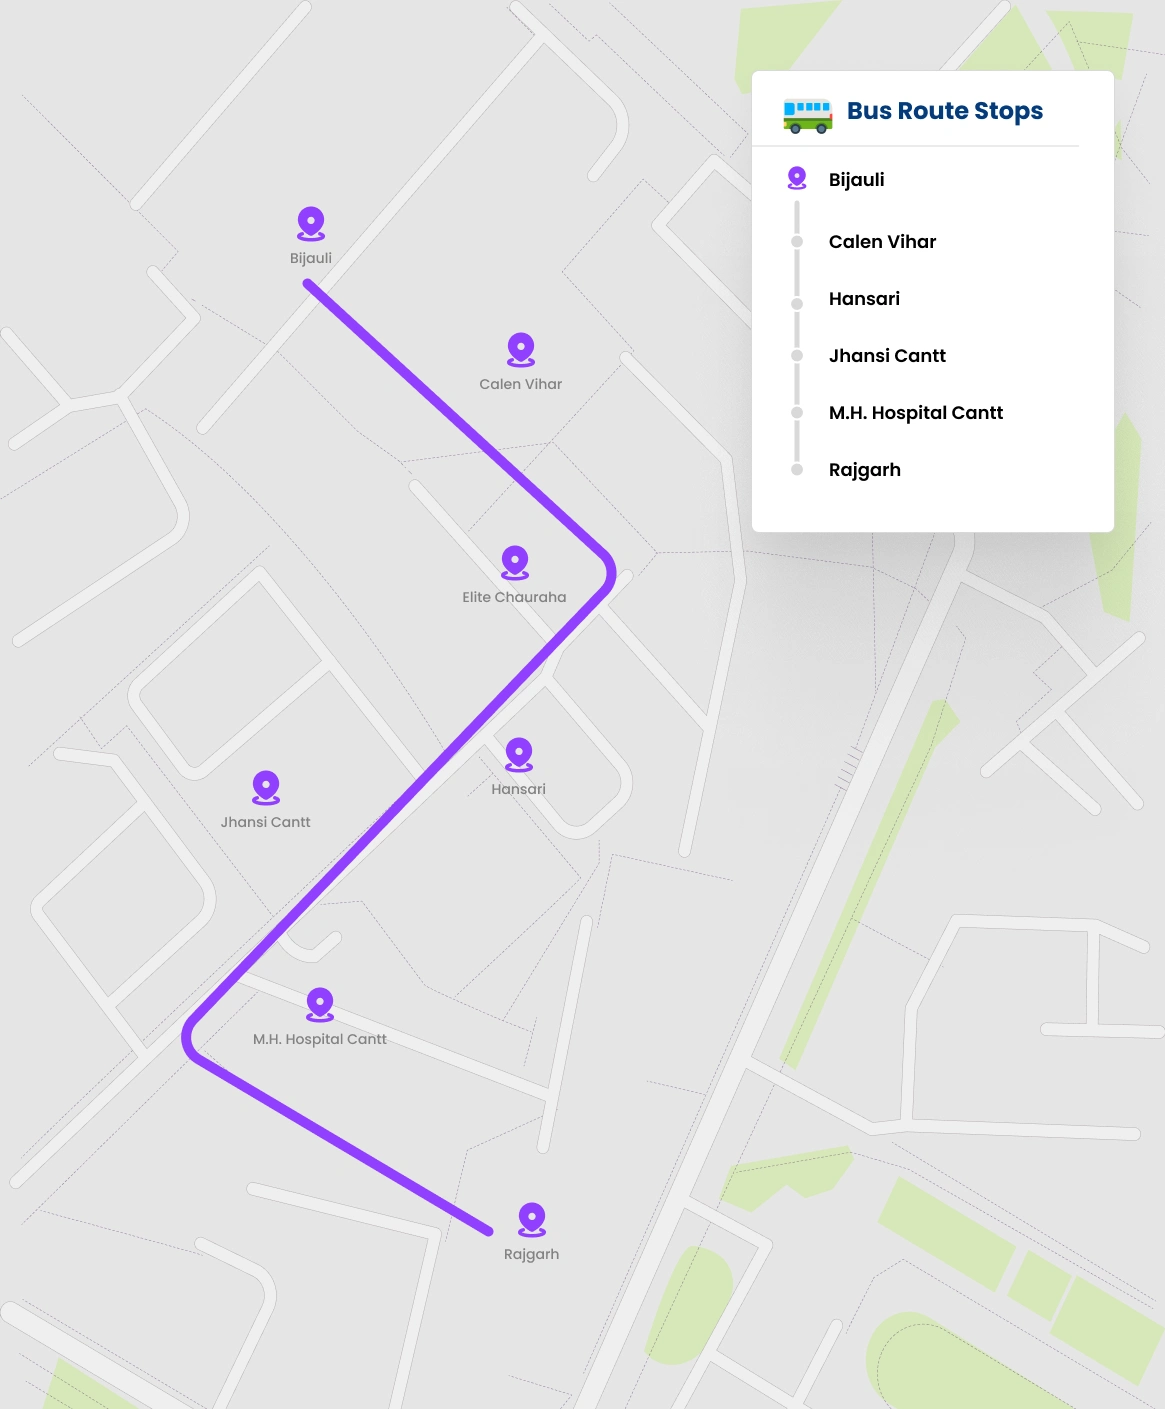 Bus Route Stops
Bijauli
Calen Vihar
Hansari
Jhansi Cantt
M.H. Hospital Cantt
Rajgarh
Bijauli
Calen Vihar
Elite Chauraha
Hansari
Jhansi Cantt
M.H. Hospital Cantt
Rajgarh